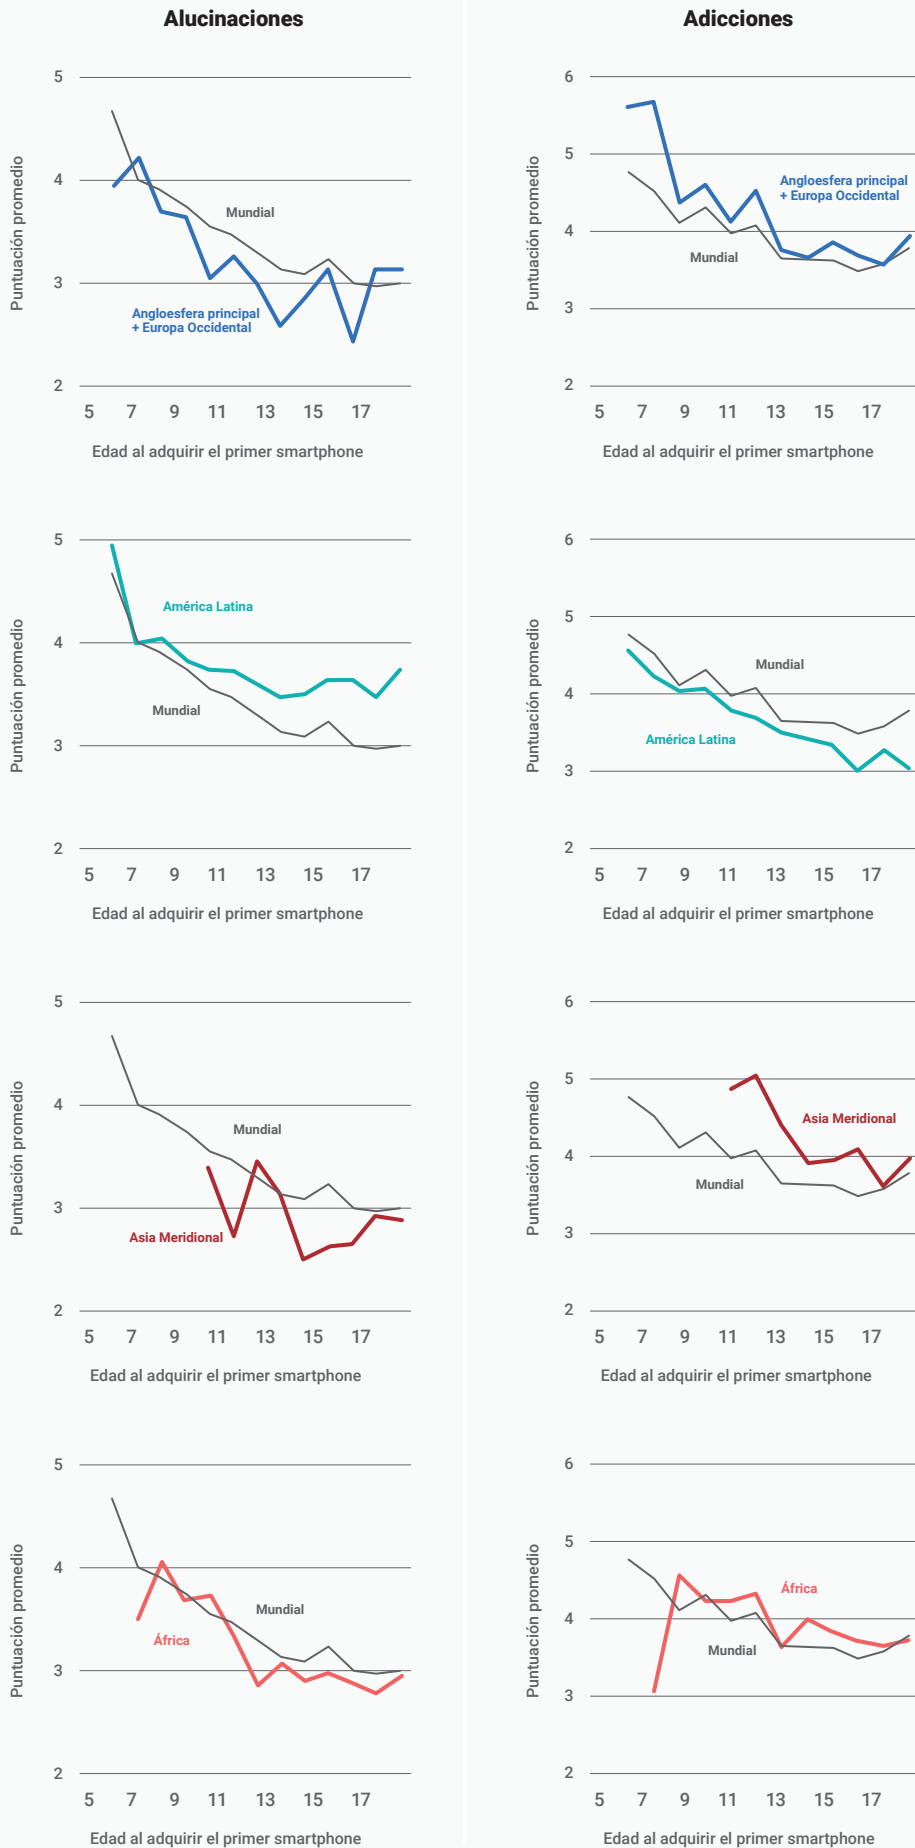 Alucinaciones
Adicciones
Puntuación promedio
5
4
3
2
Mundial
Angloesfera principal
+ Europa Occidental
5 7 9 11 13 15 17
Edad al adquirir el primer smartphone
Puntuación promedio
6
5
4
3
2
Angloesfera principal
+ Europa Occidental
Mundial
5 7 9 11 13 15 17
Edad al adquirir el primer smartphone
Puntuación promedio
5
4
3
2
América Latina
Mundial
5 7 9 11 13 15 17
Edad al adquirir el primer smartphone
Puntuación promedio
6
5
4
3
2
Mundial
América Latina
5 7 9 11 13 15 17
Edad al adquirir el primer smartphone
Puntuación promedio
5
4
3
2
Mundial
Asia Meridional
5 7 9 11 13 15 17
Edad al adquirir el primer smartphone
Puntuación promedio
6
5
4
3
2
Asia Meridional
Mundial
5 7 9 11 13 15 17
Edad al adquirir el primer smartphone
Puntuación promedio
5
4
3
2
Mundial
África
5 7 9 11 13 15 17
Edad al adquirir el primer smartphone
Puntuación promedio
6
5
4
3
2
África
Mundial
5 7 9 11 13 15 17
Edad al adquirir el primer smartphone